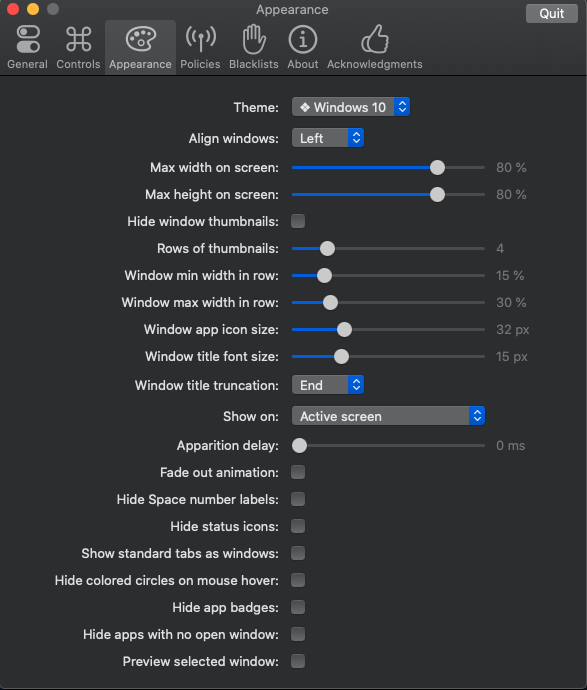 Appearance
Quit
General Controls Appearance Policies Blacklists About Acknowledgments
Theme: ❖ Windows 10
Align windows: Left
Max width on screen: 80 %
Max height on screen: 80 %
Hide window thumbnails:
Rows of thumbnails: 4
Window min width in row: 15 %
Window max width in row: 30 %
Window app icon size: 32 px
Window title font size: 15 px
Window title truncation: End
Show on: Active screen
Apparition delay: 0 ms
Fade out animation:
Hide Space number labels:
Hide status icons:
Show standard tabs as windows:
Hide colored circles on mouse hover:
Hide app badges:
Hide apps with no open window:
Preview selected window: